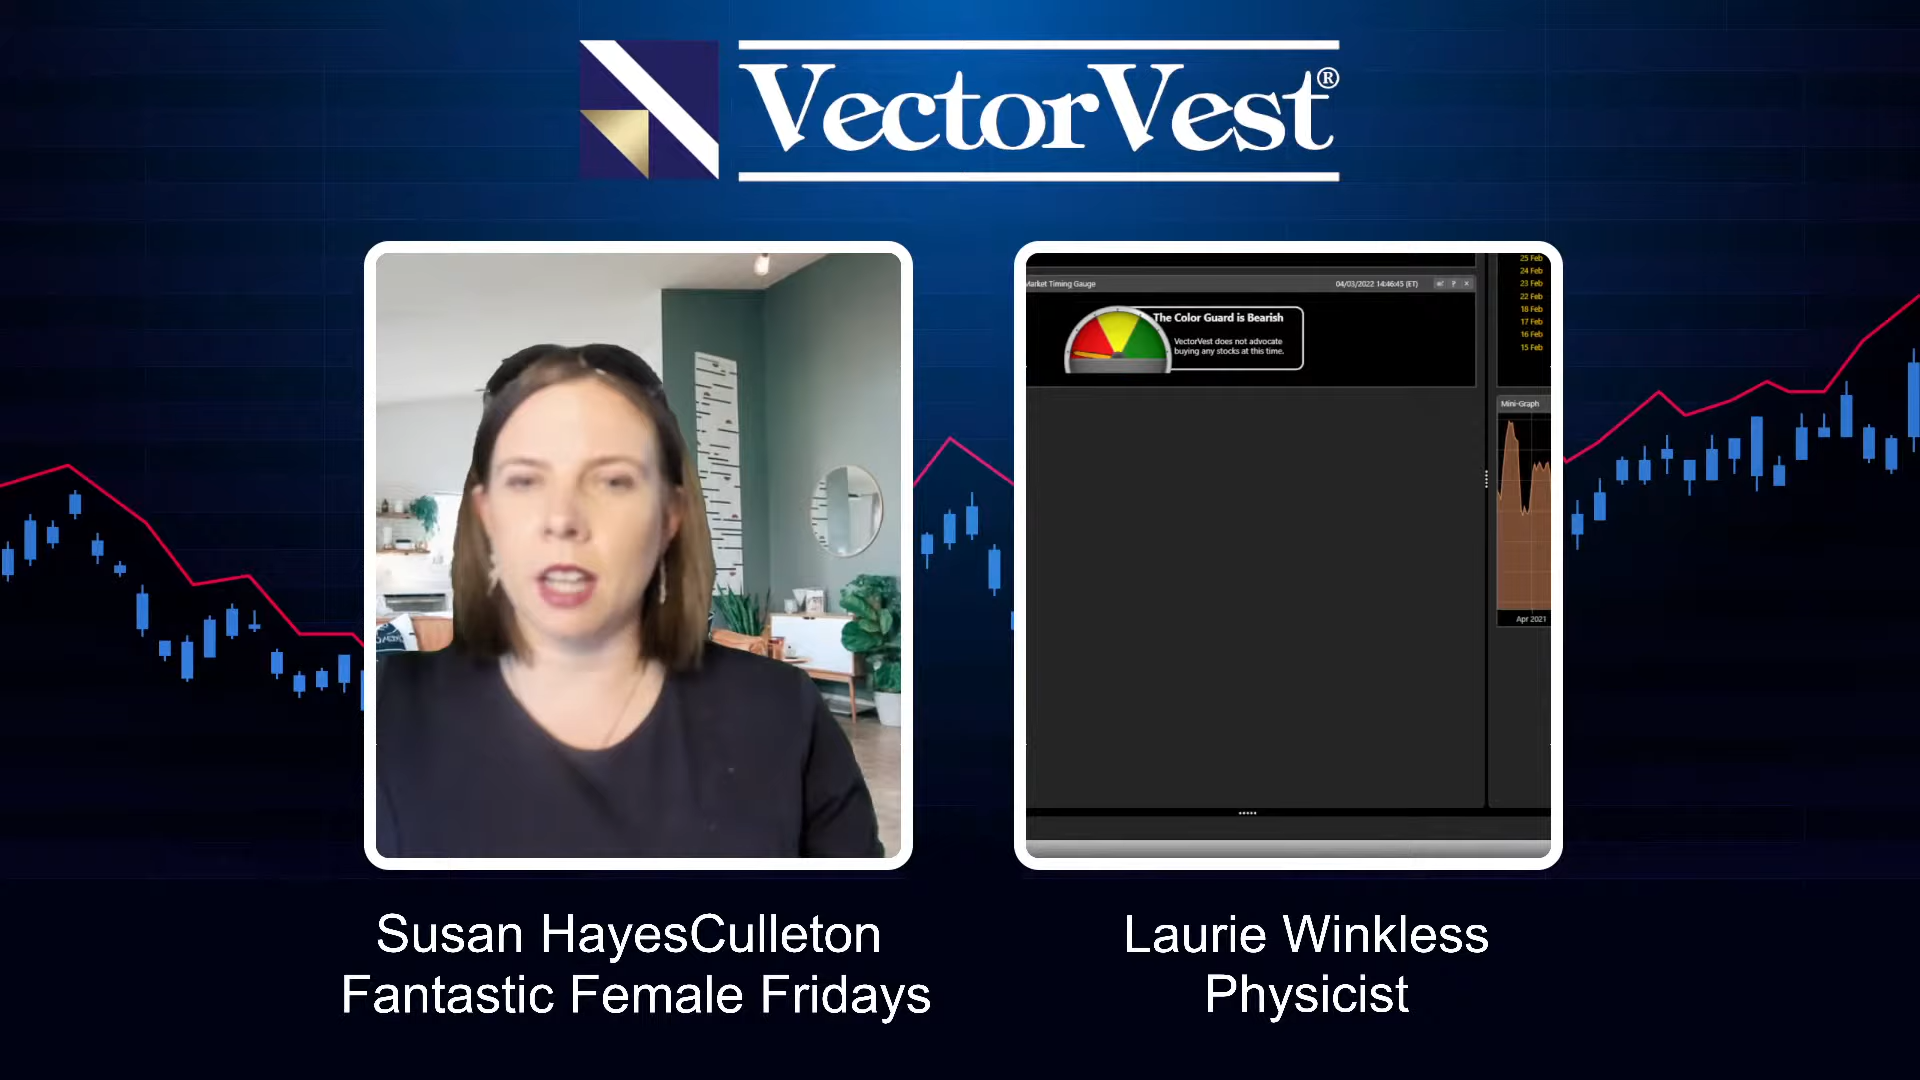 VectorVest®
Market Timing Gauge
04/03/2022 14:46:45 (ET)
The Color Guard is Bearish
VectorVest does not advocate
buying any stocks at this time.
25 Feb
24 Feb
23 Feb
22 Feb
18 Feb
17 Feb
16 Feb
15 Feb
Mini-Graph
Apr 2021
Susan HayesCulleton
Fantastic Female Fridays
Laurie Winkless
Physicist